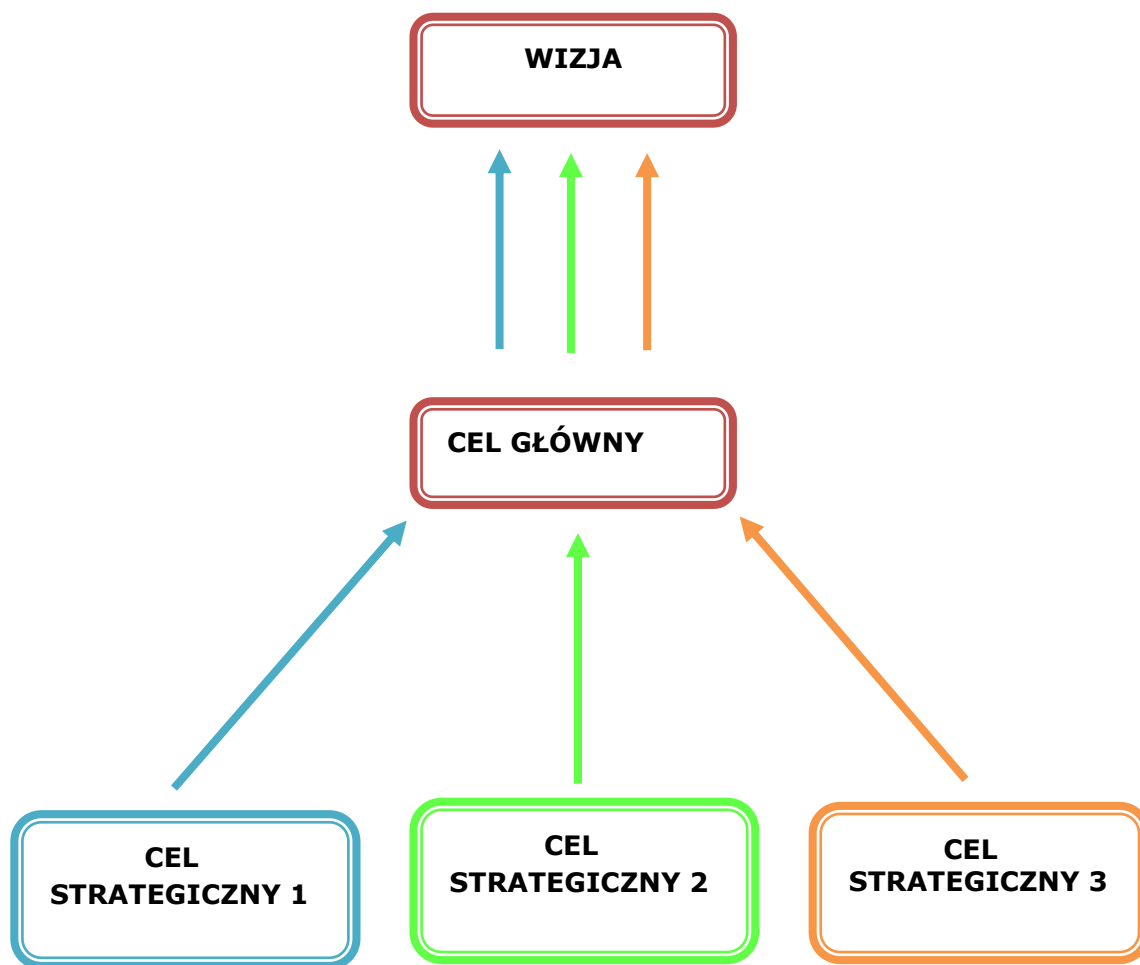 WIZJA
CEL GŁÓWNY
CEL
STRATEGICZNY 1
CEL
STRATEGICZNY 2
CEL
STRATEGICZNY 3